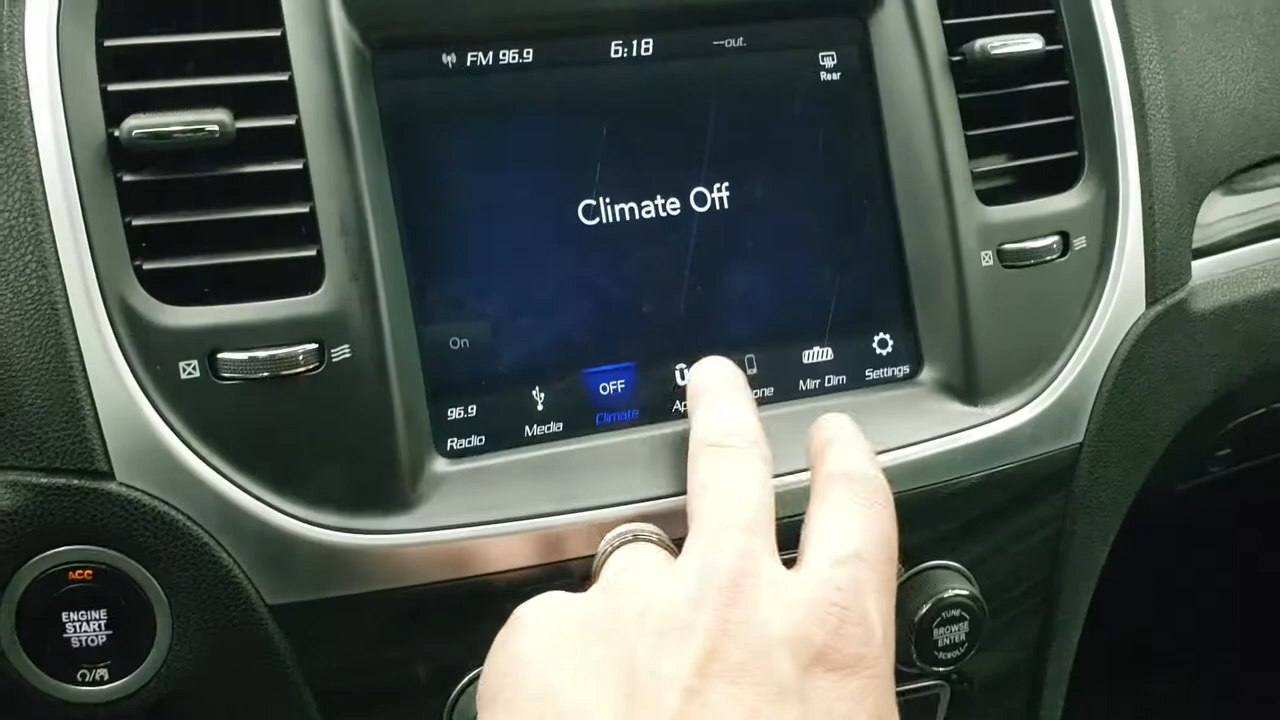 FM 96.9
6:18
--out.
Rear
Climate Off
On
OFF
96.9
Radio
Media
Climate
Mirr Dim
Settings
ACC
ENGINE
START
STOP
TUNE
BROWSE
ENTER
SCROLL